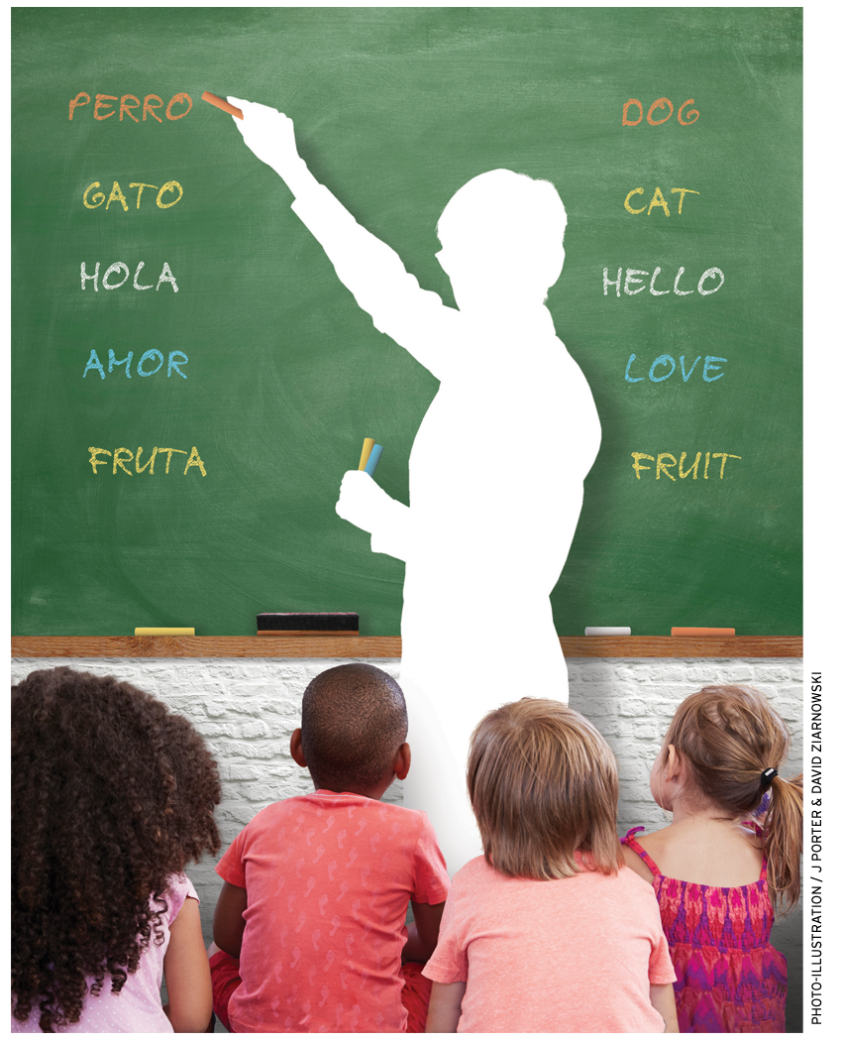 PERRO DOG
GATO CAT
HOLA HELLO
AMOR LOVE
FRUTA FRUIT
PHOTO-ILLUSTRATION / J PORTER & DAVID ZIARNOWSKI